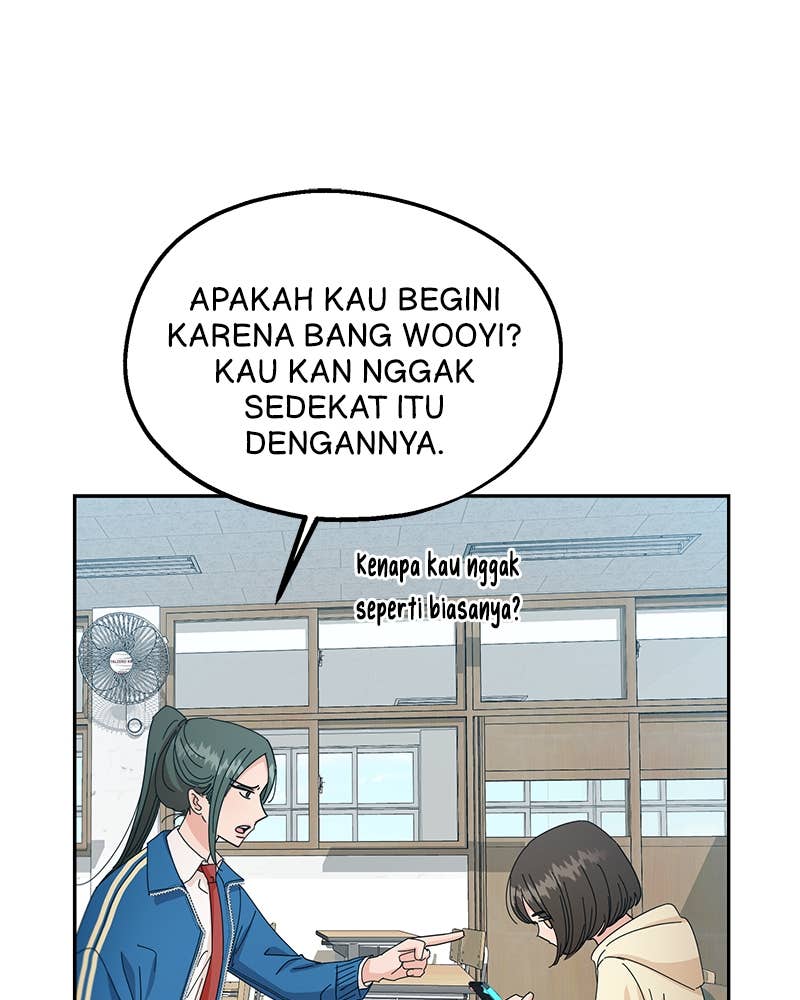 APAKAH KAU BEGINI
KARENA BANG WOOYI?
KAU KAN NGGAK
SEDEKAT ITU
DENGANNYA.
Kenapa kau nggak
seperti biasanya?